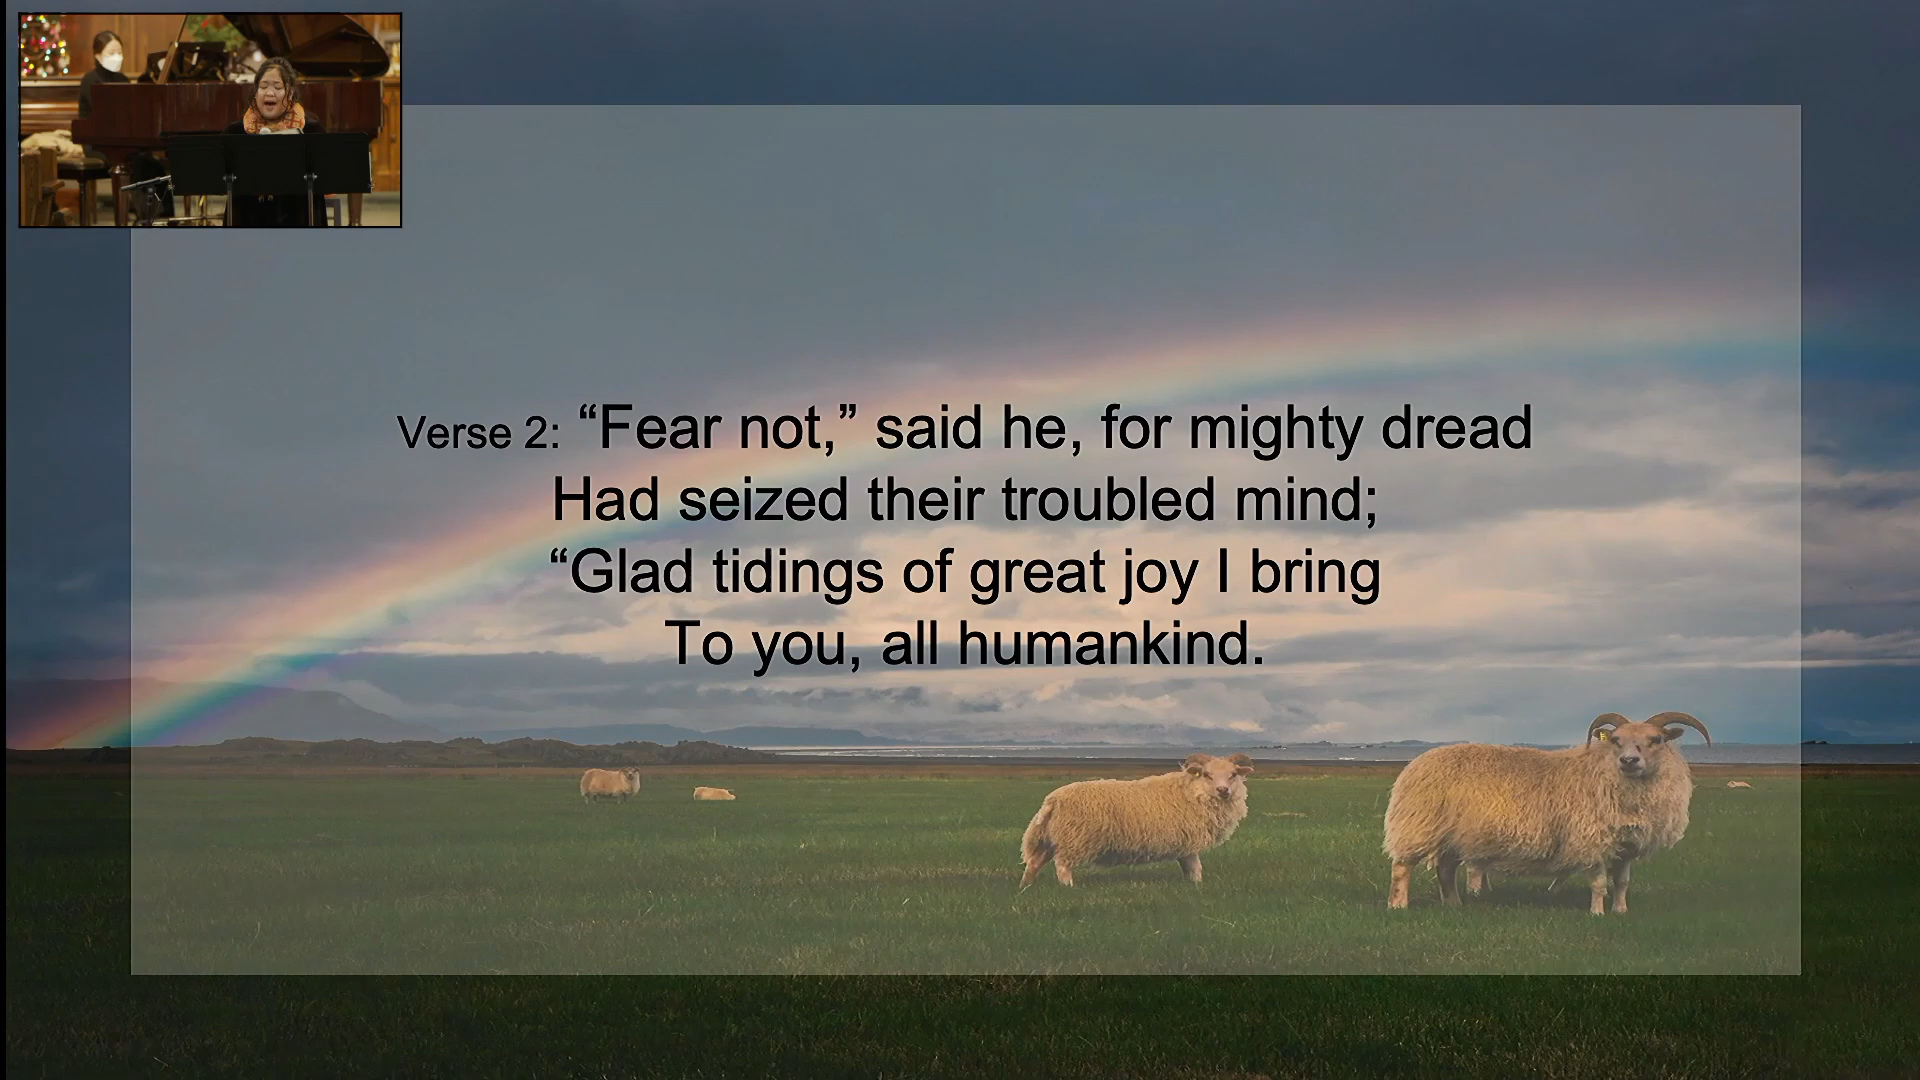 Verse 2: “Fear not,” said he, for mighty dread
Had seized their troubled mind;
“Glad tidings of great joy I bring
To you, all humankind.